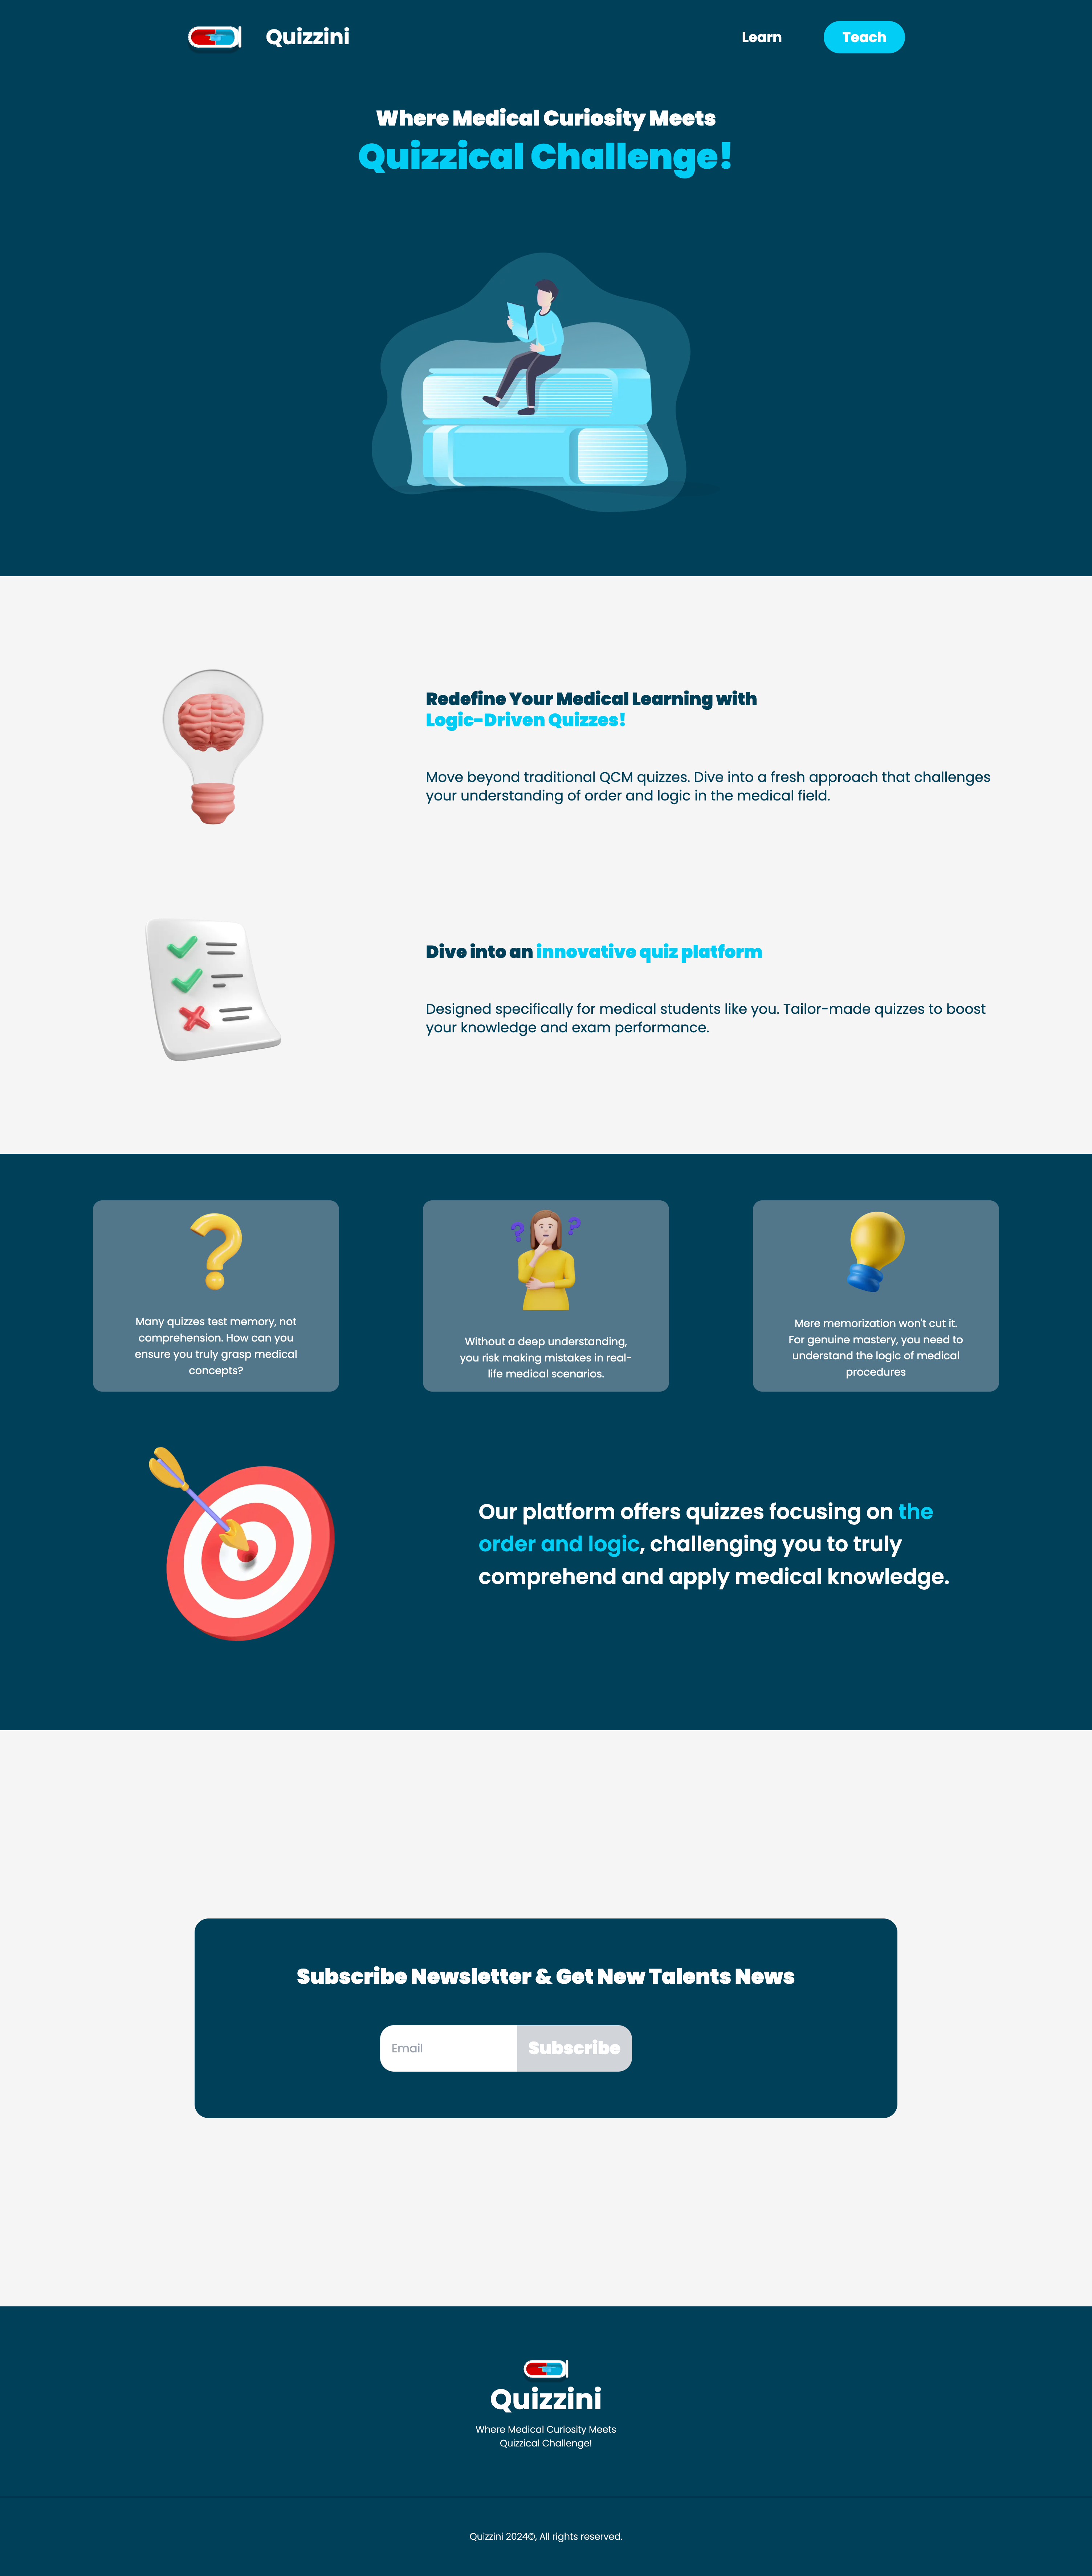 Quizzini
Learn
Teach
Where Medical Curiosity Meets
Quizzical Challenge!
Redefine Your Medical Learning with
Logic-Driven Quizzes!
Move beyond traditional QCM quizzes. Dive into a fresh approach that challenges
your understanding of order and logic in the medical field.
Dive into an innovative quiz platform
Designed specifically for medical students like you. Tailor-made quizzes to boost
your knowledge and exam performance.
Many quizzes test memory, not
comprehension. How can you
ensure you truly grasp medical
concepts?
Without a deep understanding,
you risk making mistakes in real-
life medical scenarios.
Mere memorization won't cut it.
For genuine mastery, you need to
understand the logic of medical
procedures
Our platform offers quizzes focusing on the
order and logic, challenging you to truly
comprehend and apply medical knowledge.
Subscribe Newsletter & Get New Talents News
Email
Subscribe
Quizzini
Where Medical Curiosity Meets
Quizzical Challenge!
Quizzini 2024©, All rights reserved.